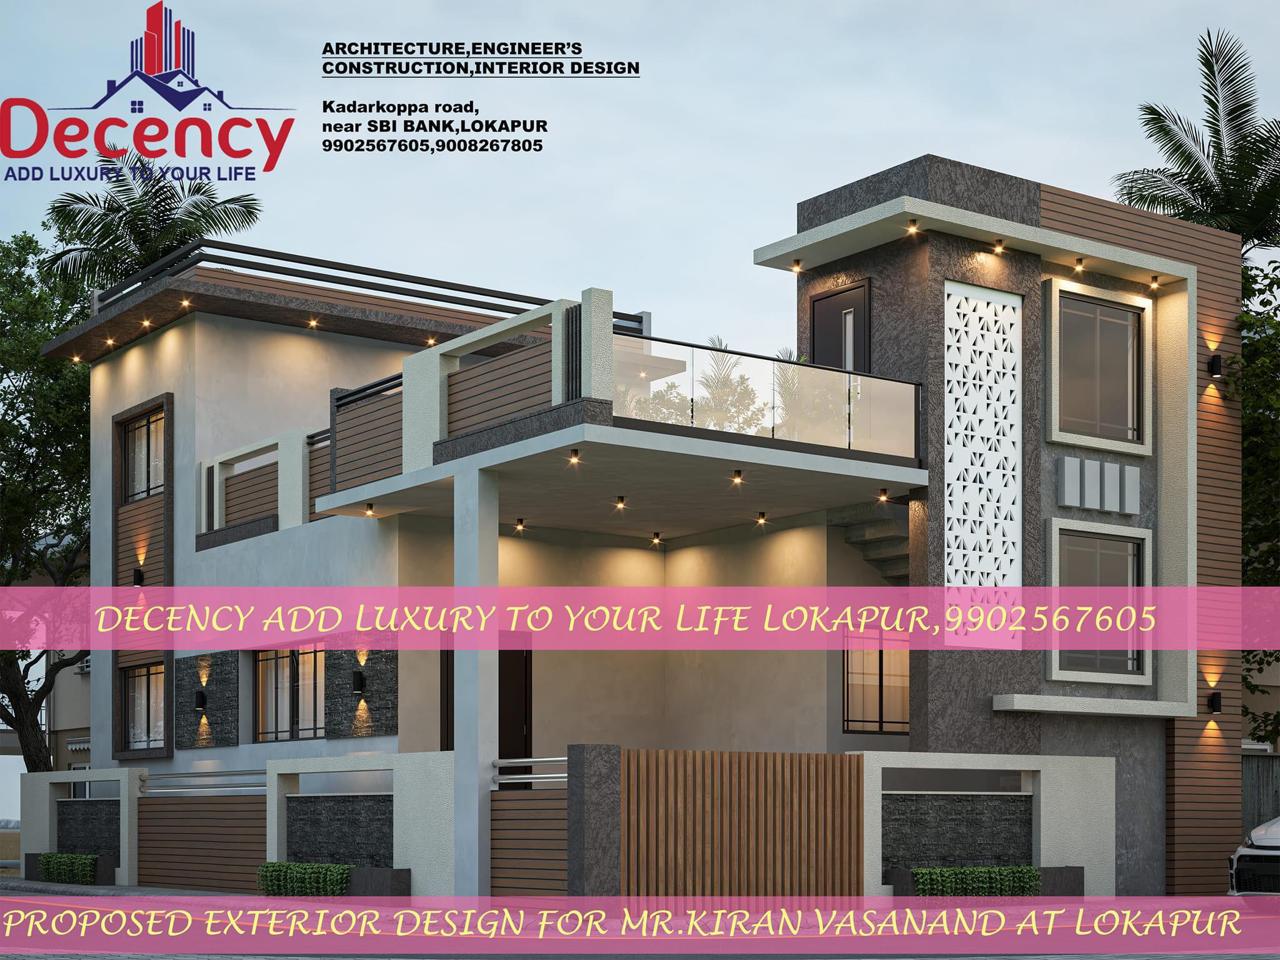 Decency
ADD LUXURY TO YOUR LIFE
ARCHITECTURE,ENGINEER'S
CONSTRUCTION,INTERIOR DESIGN
Kadarkoppa road,
near SBI BANK,LOKAPUR
9902567605,9008267805
DECENCY ADD LUXURY TO YOUR LIFE LOKAPUR,9902567605
PROPOSED EXTERIOR DESIGN FOR MR.KIRAN VASANAND AT LOKAPUR